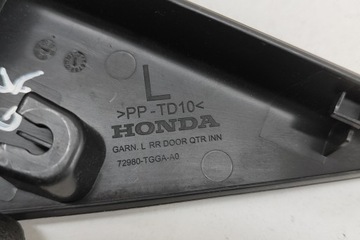 L
>PP-TD10<
HONDA
GARN. L RR DOOR QTR. INN
72980-TGGA-A0